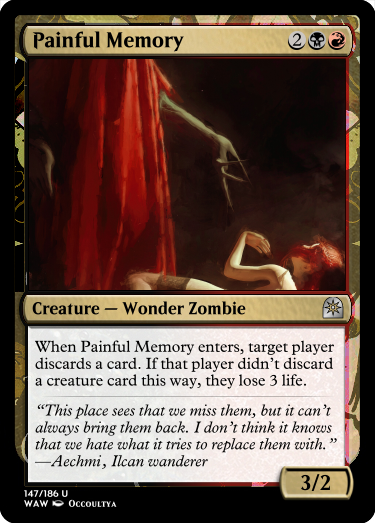 Painful Memory 2
Creature — Wonder Zombie
When Painful Memory enters, target player
discards a card. If that player didn't discard
a creature card this way, they lose 3 life.
“This place sees that we miss them, but it can't
always bring them back. I don't think it knows
that we hate what it tries to replace them with.”
—Aechmi, Ilcan wanderer
3/2
147/186 U
WAW Occoultya